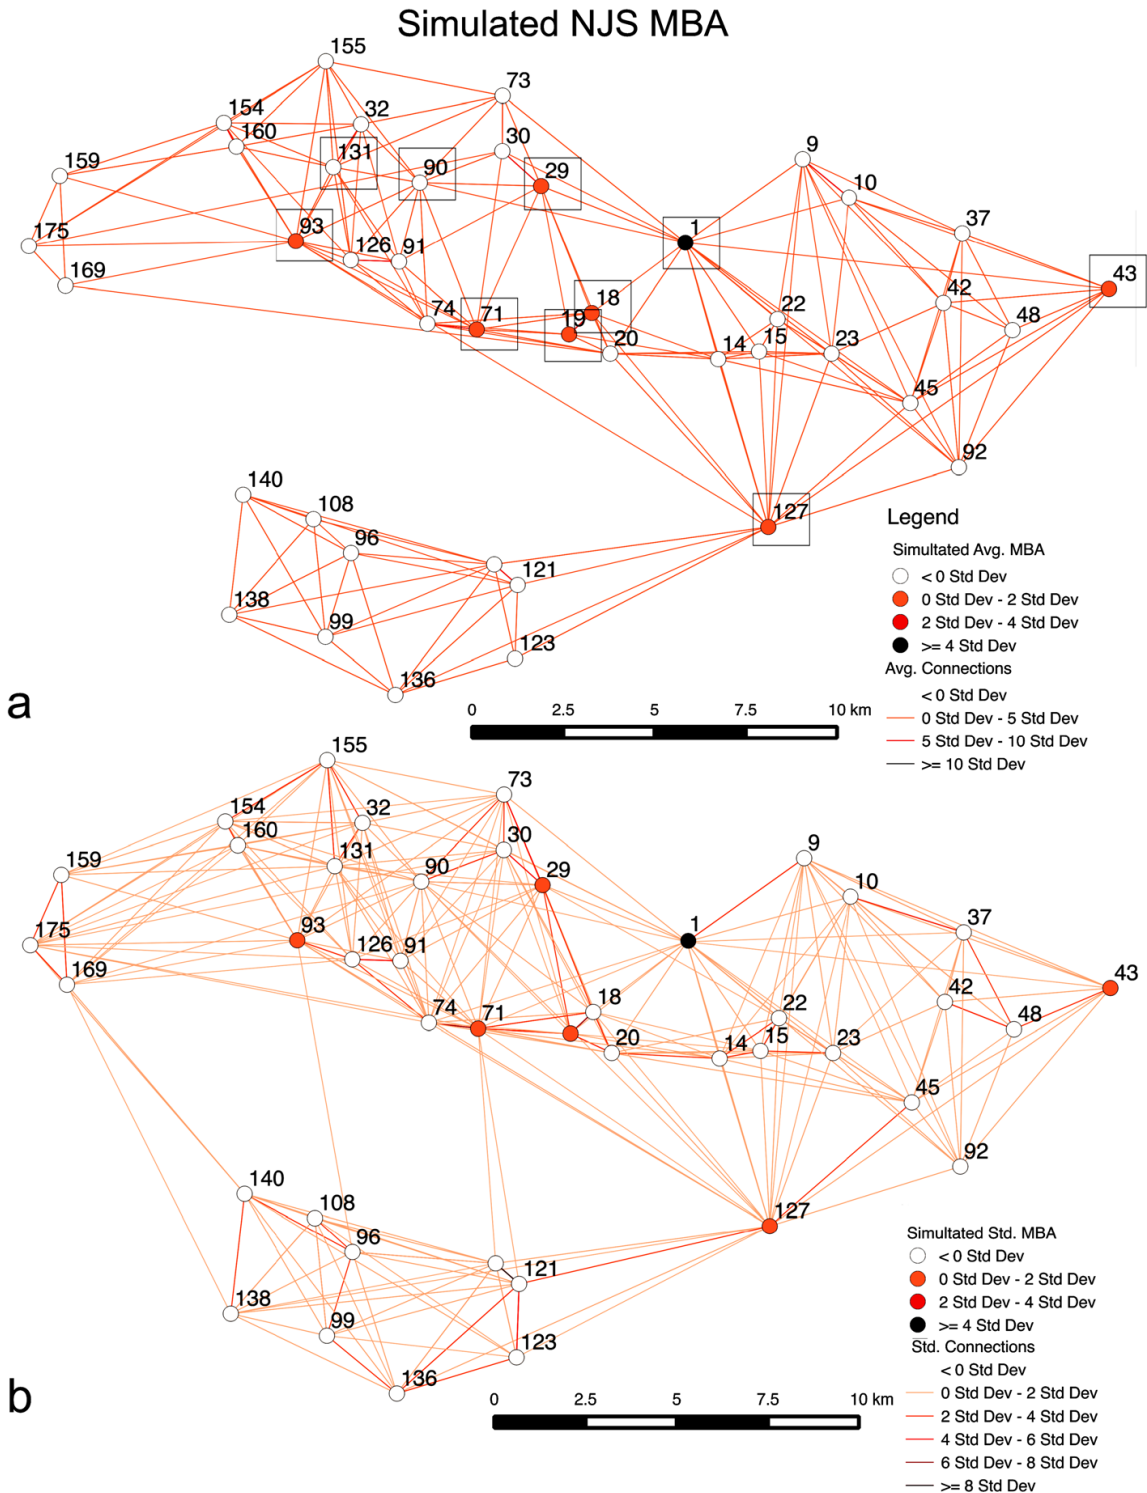 Simulated NJS MBA
155
73
154
32
160
30
131
9
159
90
29
10
93
1
37
175
126
91
43
169
42
18
74
71
19
22
48
20
14
15
23
45
92
140
108
127
96
121
138
99
123
136
a
Legend
Simultated Avg. MBA
< 0 Std Dev
0 Std Dev - 2 Std Dev
2 Std Dev - 4 Std Dev
>= 4 Std Dev
Avg. Connections
< 0 Std Dev
0 Std Dev - 5 Std Dev
5 Std Dev - 10 Std Dev
>= 10 Std Dev
0 2.5 5 7.5 10 km
155
73
154
32
160
30
131
9
159
90
29
10
93
1
37
175
126
91
43
169
42
18
74
71
22
48
20
14
15
23
45
92
140
108
127
96
121
138
99
123
136
b
Simultated Std. MBA
< 0 Std Dev
0 Std Dev - 2 Std Dev
2 Std Dev - 4 Std Dev
>= 4 Std Dev
Std. Connections
< 0 Std Dev
0 Std Dev - 2 Std Dev
2 Std Dev - 4 Std Dev
4 Std Dev - 6 Std Dev
6 Std Dev - 8 Std Dev
>= 8 Std Dev
0 2.5 5 7.5 10 km